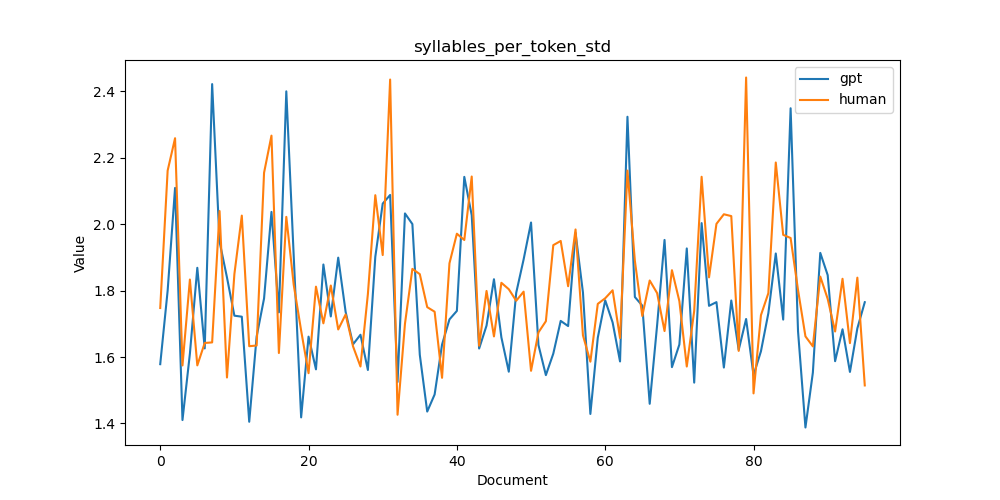 syllables_per_token_std
gpt
human
Value
2.4
2.2
2.0
1.8
1.6
1.4
0
20
40
60
80
Document